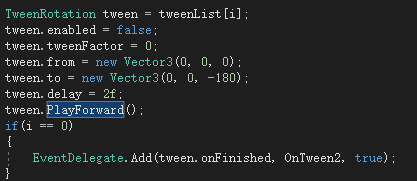 TweenRotation tween = tweenList[i];
tween.enabled = false;
tween.tweenFactor = 0;
tween.from = new Vector3(0, 0, 0);
tween.to = new Vector3(0, 0, -180);
tween.delay = 2f;
tween.PlayForward();
if(i == 0)
{
    EventDelegate.Add(tween.onFinished, OnTween2, true);
}